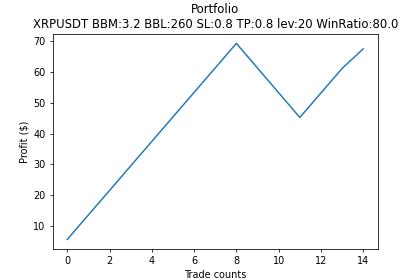 Portfolio
XRPUSDT BBM:3.2 BBL:260 SL:0.8 TP:0.8 lev:20 WinRatio:80.0
70
60
50
40
30
20
10
Profit ($)
0 2 4 6 8 10 12 14
Trade counts